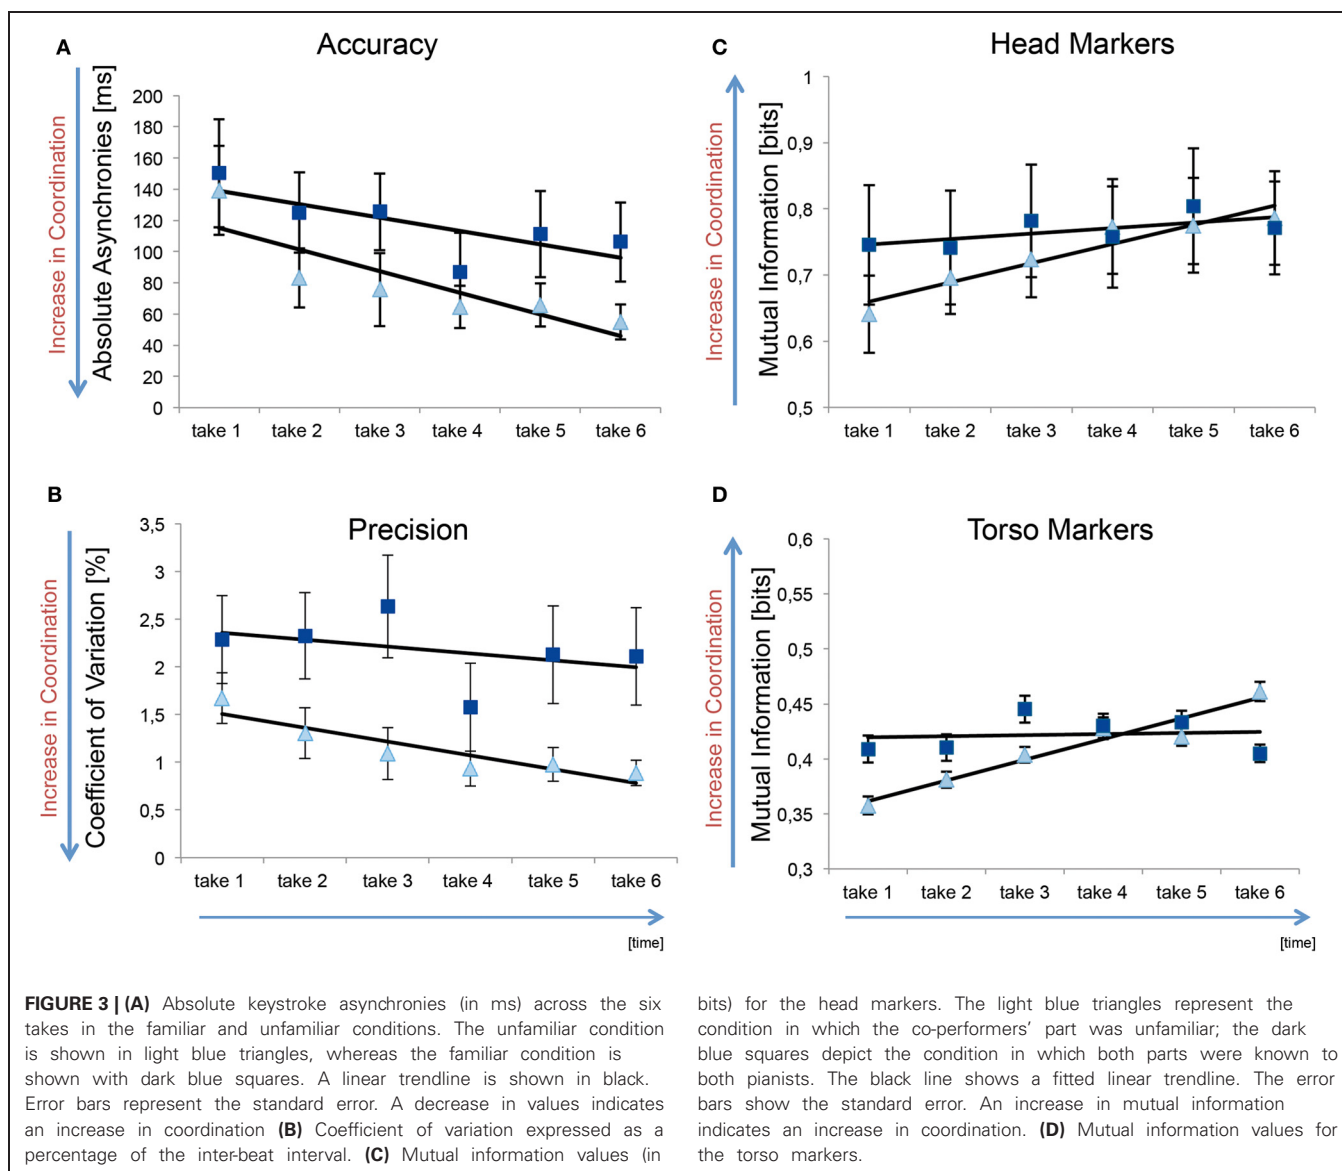 A
Accuracy
Increase in Coordination
Absolute Asynchronies [ms]
200
180
160
140
120
100
80
60
40
20
0
take 1 take 2 take 3 take 4 take 5 take 6
C
Head Markers
Increase in Coordination
Mutual Information [bits]
1
0,9
0,8
0,7
0,6
0,5
take 1 take 2 take 3 take 4 take 5 take 6
B
Precision
Increase in Coordination
Coefficient of Variation [%]
3,5
3
2,5
2
1,5
1
0,5
0
take 1 take 2 take 3 take 4 take 5 take 6
[time]
D
Torso Markers
Increase in Coordination
Mutual Information [bits]
0,6
0,55
0,5
0,45
0,4
0,35
0,3
take 1 take 2 take 3 take 4 take 5 take 6
[time]
FIGURE 3 | (A) Absolute keystroke asynchronies (in ms) across the six
takes in the familiar and unfamiliar conditions. The unfamiliar condition
is shown in light blue triangles, whereas the familiar condition is
shown with dark blue squares. A linear trendline is shown in black.
Error bars represent the standard error. A decrease in values indicates
an increase in coordination (B) Coefficient of variation expressed as a
percentage of the inter-beat interval. (C) Mutual information values (in
bits) for the head markers. The light blue triangles represent the
condition in which the co-performers' part was unfamiliar; the dark
blue squares depict the condition in which both parts were known to
both pianists. The black line shows a fitted linear trendline. The error
bars show the standard error. An increase in mutual information
indicates an increase in coordination. (D) Mutual information values for
the torso markers.